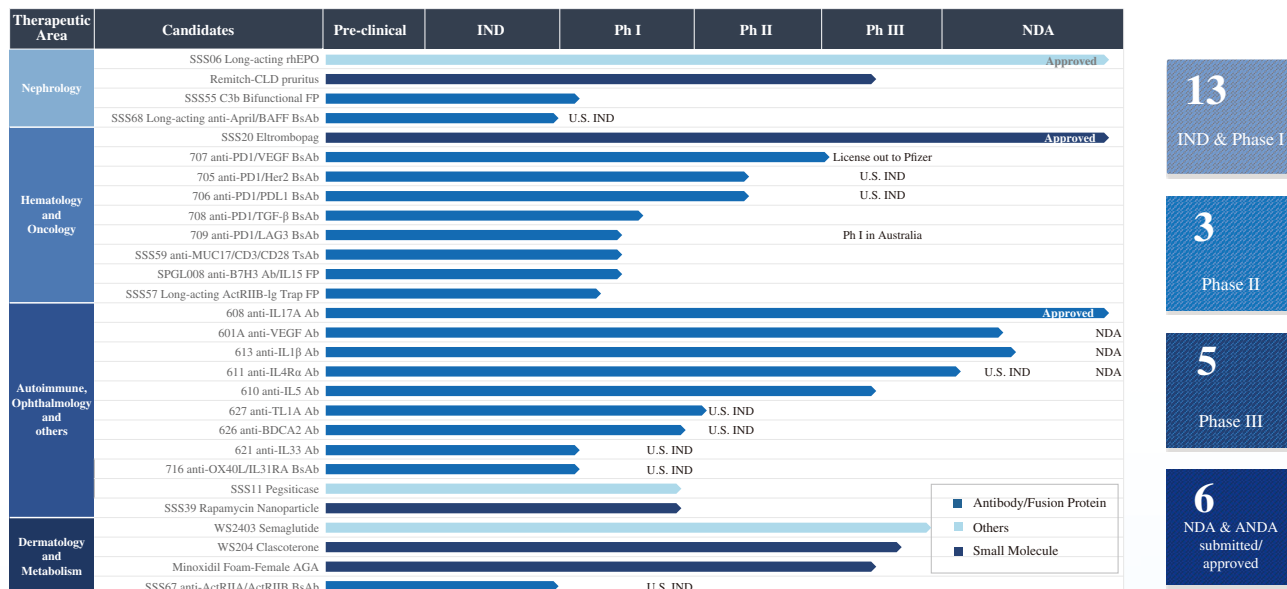 Therapeutic
Area
Candidates
Pre-clinical
IND
Ph I
Ph II
Ph III
NDA
Nephrology
SSS06 Long-acting rhEPO
Approved
Remitch-CLD pruritus
SSS55 C3b Bifunctional FP
SSS68 Long-acting anti-April/BAFF BsAb
U.S. IND
Hematology
and
Oncology
SSS20 Eltrombopag
Approved
707 anti-PD1/VEGF BsAb
License out to Pfizer
705 anti-PD1/Her2 BsAb
U.S. IND
706 anti-PD1/PDL1 BsAb
U.S. IND
708 anti-PD1/TGF-β BsAb
709 anti-PD1/LAG3 BsAb
Ph I in Australia
SSS59 anti-MUC17/CD3/CD28 TsAb
SPGL008 anti-B7H3 Ab/IL15 FP
SSS57 Long-acting ActRIIB-lg Trap FP
Autoimmune,
Ophthalmology
and
others
608 anti-IL17A Ab
Approved
601A anti-VEGF Ab
NDA
613 anti-IL1β Ab
NDA
611 anti-IL4Rα Ab
U.S. IND
NDA
610 anti-IL5 Ab
627 anti-TL1A Ab
U.S. IND
626 anti-BDCA2 Ab
U.S. IND
621 anti-IL33 Ab
U.S. IND
716 anti-OX40L/IL31RA BsAb
U.S. IND
SSS11 Pegsiticase
SSS39 Rapamycin Nanoparticle
Dermatology
and
Metabolism
WS2403 Semaglutide
WS204 Clascoterone
Minoxidil Foam-Female AGA
SSS67 anti-ActRIIA/ActRIIB BsAb
U.S. IND
Antibody/Fusion Protein
Others
Small Molecule
13
IND & Phase I
3
Phase II
5
Phase III
6
NDA & ANDA
submitted/
approved